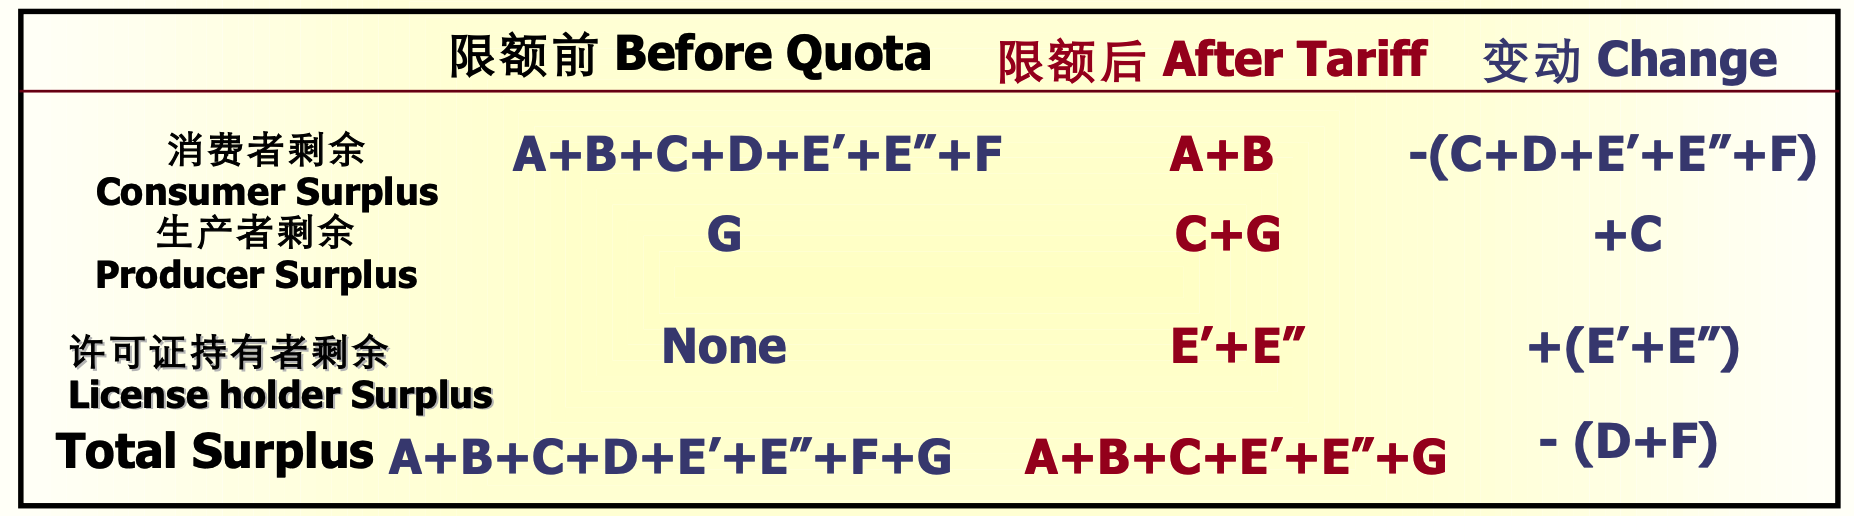 限额前 Before Quota 限额后 After Tariff 变动 Change
消费者剩余 A+B+C+D+E′+E″+F A+B -(C+D+E′+E″+F)
Consumer Surplus
生产者剩余 G C+G +C
Producer Surplus
许可证持有者剩余 None E′+E″ +(E′+E″)
License holder Surplus
Total Surplus A+B+C+D+E′+E″+F+G A+B+C+E′+E″+G - (D+F)